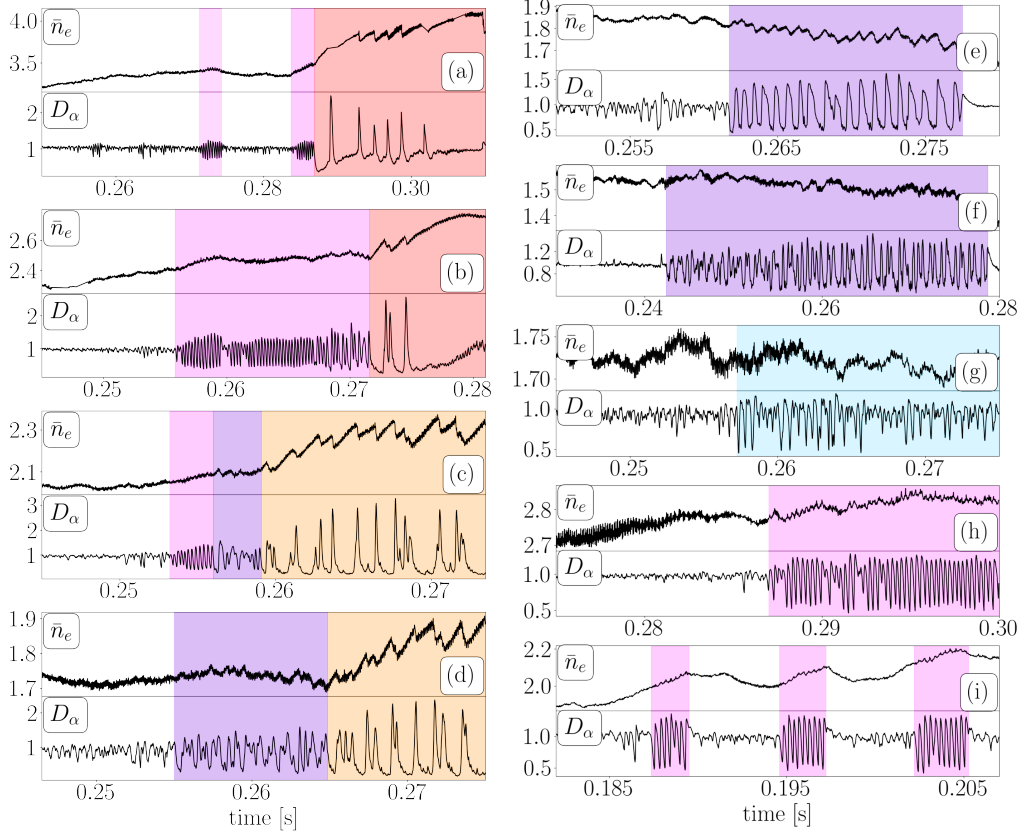 4.0
n̄ₑ
3.5
(a)
Dα
2
1
0.26 0.28 0.30
n̄ₑ
2.6
2.4
(b)
Dα
2
1
0.25 0.26 0.27 0.28
2.3
n̄ₑ
2.1
(c)
Dα
3
2
1
0.25 0.26 0.27
1.9
n̄ₑ
1.8
1.7
(d)
Dα
2
1
0.25 0.26 0.27
time [s]
1.9
n̄ₑ
1.8
1.7
(e)
1.5
Dα
1.0
0.5
0.255 0.265 0.275
n̄ₑ
1.5
1.4
(f)
Dα
1.2
0.8
0.24 0.26 0.28
1.75
n̄ₑ
1.70
(g)
Dα
1.0
0.5
0.25 0.26 0.27
n̄ₑ
2.8
2.7
(h)
Dα
1.0
0.5
0.28 0.29 0.30
2.2
n̄ₑ
2.0
(i)
Dα
1.0
0.5
0.185 0.195 0.205
time [s]